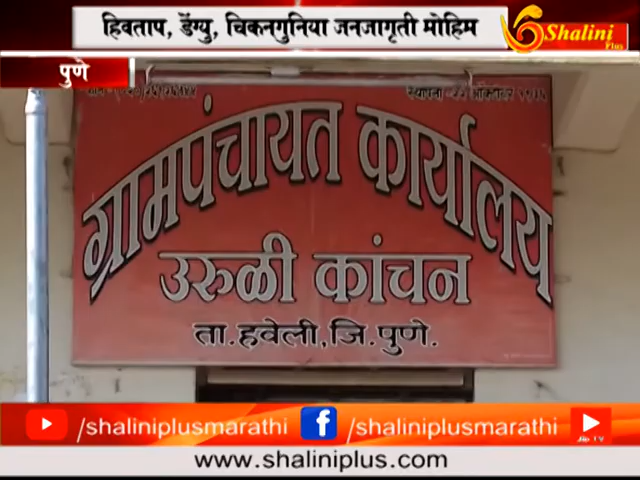 हिवताप, डेंग्यु, चिकनगुनिया जनजागृती मोहिम
Shalini
Plus
पुणे
ग्रामपंचायत कार्यालय
उरुळी कांचन
ता.हवेली,जि.पुणे.
/shaliniplusmarathi
/shaliniplusmarathi
www.shaliniplus.com